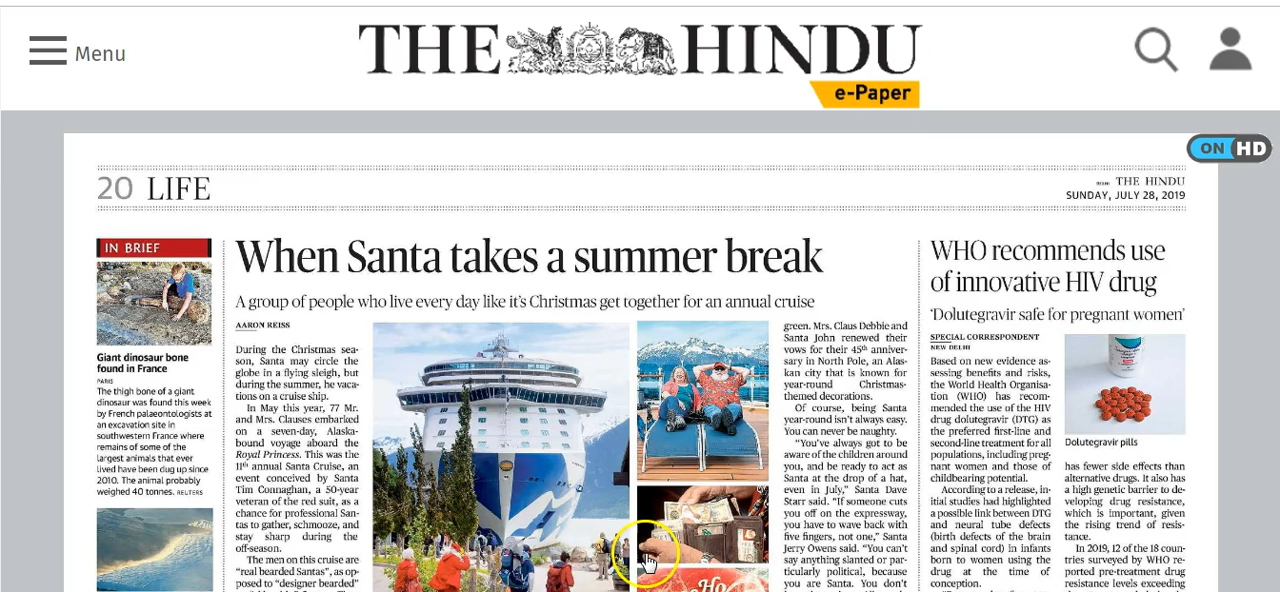 Menu
THE HINDU
e-Paper
ON HD
20 LIFE
THE HINDU
SUNDAY, JULY 28, 2019
IN BRIEF
Giant dinosaur bone
found in France
PARIS
The thigh bone of a giant
dinosaur was found this week
by French palaeontologists at
an excavation site in
southwestern France where
remains of some of the
largest animals that ever
lived have been dug up since
2010. The animal probably
weighed 40 tonnes. REUTERS
When Santa takes a summer break
A group of people who live every day like it's Christmas get together for an annual cruise
AARON REISS
During the Christmas sea-
son, Santa may circle the
globe in a flying sleigh, but
during the summer, he vaca-
tions on a cruise ship.
In May this year, 77 Mr.
and Mrs. Clauses embarked
on a seven-day, Alaska-
bound voyage aboard the
Royal Princess. This was the
11th annual Santa Cruise, an
event conceived by Santa
Tim Connaghan, a 50-year
veteran of the red suit, as a
chance for professional San-
tas to gather, schmooze, and
stay sharp during the
off-season.
The men on this cruise are
"real bearded Santas", as op-
posed to "designer bearded"
Ho
green. Mrs. Claus Debbie and
Santa John renewed their
vows for their 45th anniver-
sary in North Pole, an Alas-
kan city that is known for
year-round Christmas-
themed decorations.
Of course, being Santa
year-round isn't always easy.
You can never be naughty.
"You've always got to be
aware of the children around
you, and be ready to act as
Santa at the drop of a hat,
even in July," Santa Dave
Starr said. "If someone cuts
you off on the expressway,
you have to wave back with
five fingers, not one," Santa
Jerry Owens said. "You can't
say anything slanted or par-
ticularly political, because
you are Santa. You don't
WHO recommends use
of innovative HIV drug
'Dolutegravir safe for pregnant women'
SPECIAL CORRESPONDENT
NEW DELHI
Based on new evidence as-
sessing benefits and risks,
the World Health Organisa-
tion (WHO) has recom-
mended the use of the HIV
drug dolutegravir (DTG) as
the preferred first-line and
second-line treatment for all
populations, including preg-
nant women and those of
childbearing potential.
According to a release, in-
itial studies had highlighted
a possible link between DTG
and neural tube defects
(birth defects of the brain
and spinal cord) in infants
born to women using the
drug at the time of
conception.
Dolutegravir pills
has fewer side effects than
alternative drugs. It also has
a high genetic barrier to de-
veloping drug resistance,
which is important, given
the rising trend of resis-
tance.
In 2019, 12 of the 18 coun-
tries surveyed by WHO re-
ported pre-treatment drug
resistance levels exceeding